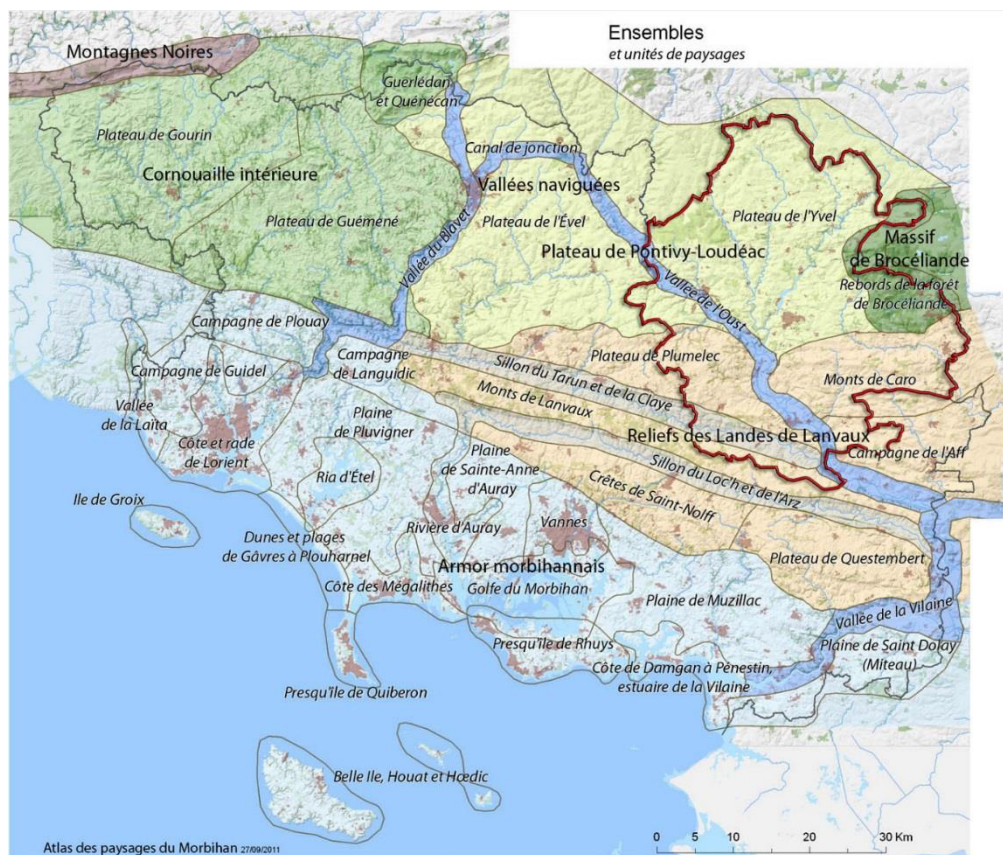 Ensembles
et unités de paysages
Montagnes Noires
Guerlédan
et Quénécan
Plateau de Gourin
Canal de jonction
Cornouaille intérieure
Vallées naviguées
Plateau de Guémené
Plateau de l'Ével
Plateau de l'Yvel
Massif
de Brocéliande
Plateau de Pontivy-Loudéac
Vallée du Blavet
Vallée de l'Oust
Rebords de la forêt
de Brocéliande
Campagne de Plouay
Campagne
de Languidic
Sillon du Tarun et de la Claye
Plateau de Plumelec
Campagne de Guidel
Monts de Lanvaux
Monts de Caro
Vallée
de la Laïta
Plaine
de Pluvigner
Côte et rade
de Lorient
Reliefs des Landes de Lanvaux
Plaine
de Sainte-Anne
d'Auray
Campagne de l'Aff
Sillon du Loc'h et de l'Arz
Ria d'Étel
Crêtes de Saint-Nolff
Ile de Groix
Rivière d'Auray
Vannes
Dunes et plages
de Gâvres à Plouharnel
Plateau de Questembert
Armor morbihannais
Côte des Mégalithes
Golfe du Morbihan
Plaine de Muzillac
Vallée de la Vilaine
Presqu'île de Rhuys
Plaine de Saint Dolay
(Mîteau)
Côte de Damgan à Pénestin,
estuaire de la Vilaine
Presqu'île de Quiberon
Belle Ile, Houat et Hœdic
Atlas des paysages du Morbihan 27/09/2011
0 5 10 20 30 Km